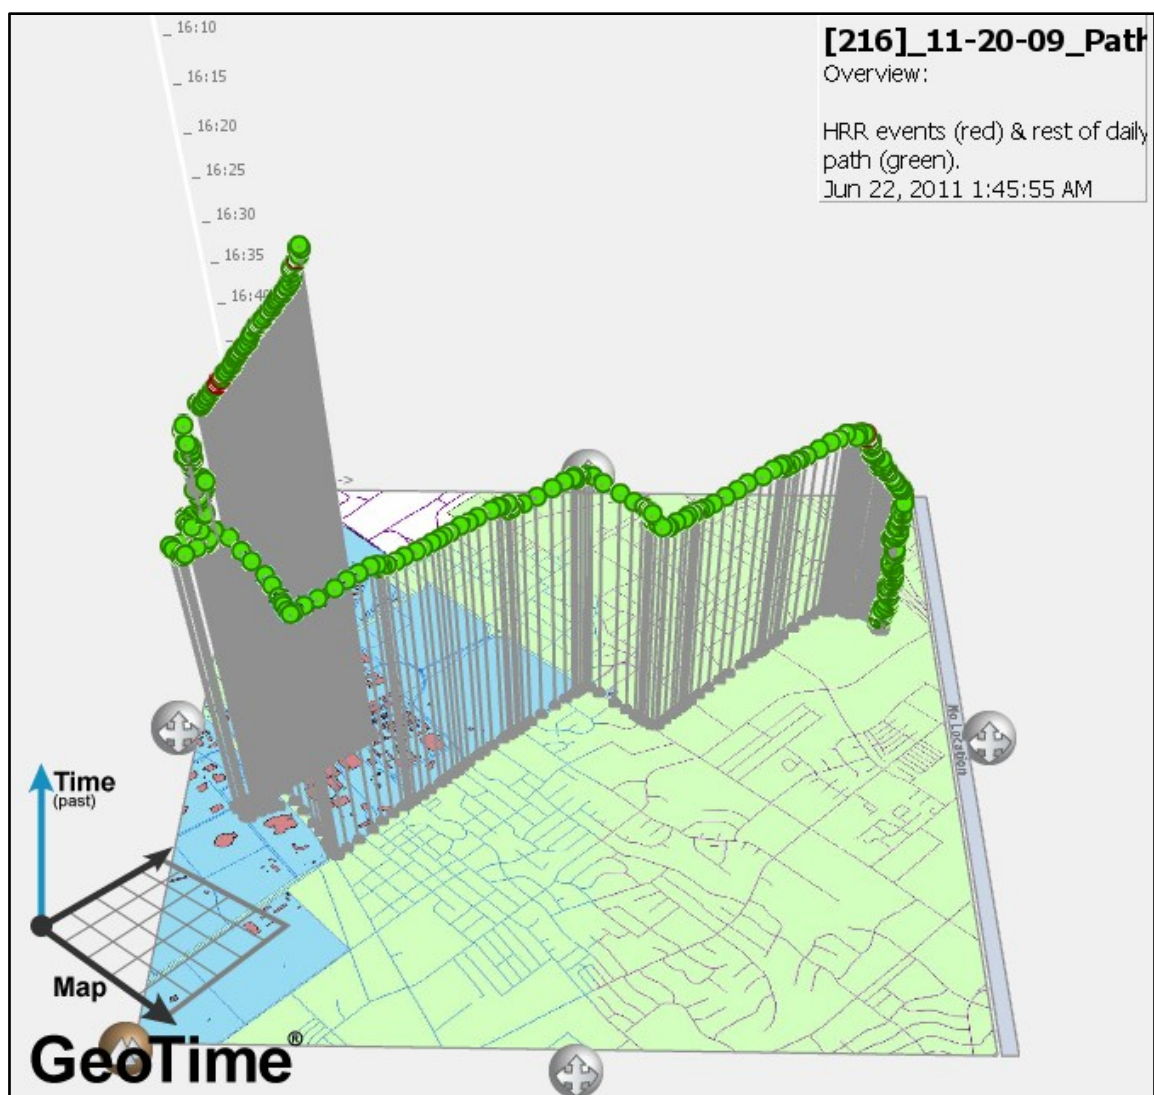 _ 16:10
[216]_11-20-09_Path
Overview:
_ 16:15
HRR events (red) & rest of daily
path (green).
_ 16:20
Jun 22, 2011 1:45:55 AM
_ 16:25
_ 16:30
_ 16:35
_ 16:40
->
No Location
Time
(past)
Map
GeoTime®